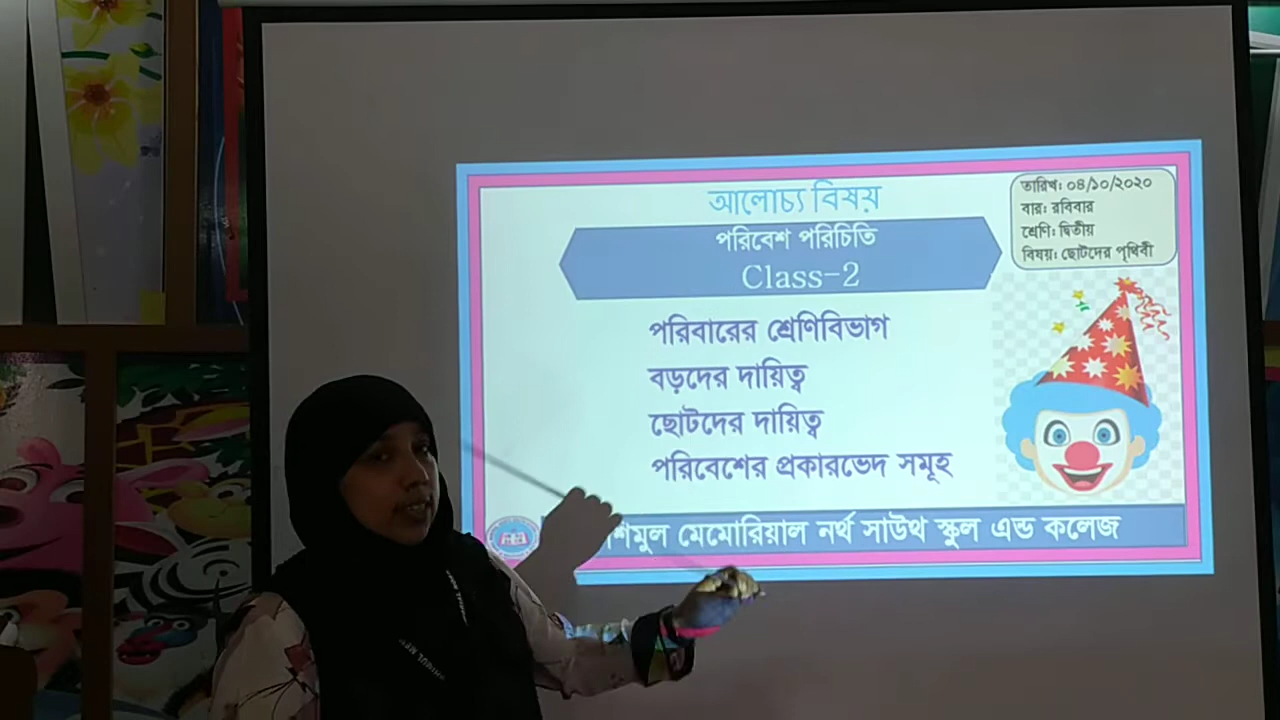 আলোচ্য বিষয়
পরিবেশ পরিচিতি
Class-2
তারিখ: ০৪/১০/২০২০
বার: রবিবার
শ্রেণি: দ্বিতীয়
বিষয়: ছোটদের পৃথিবী
পরিবারের শ্রেণিবিভাগ
বড়দের দায়িত্ব
ছোটদের দায়িত্ব
পরিবেশের প্রকারভেদ সমূহ
শিমুল মেমোরিয়াল নর্থ সাউথ স্কুল এন্ড কলেজ